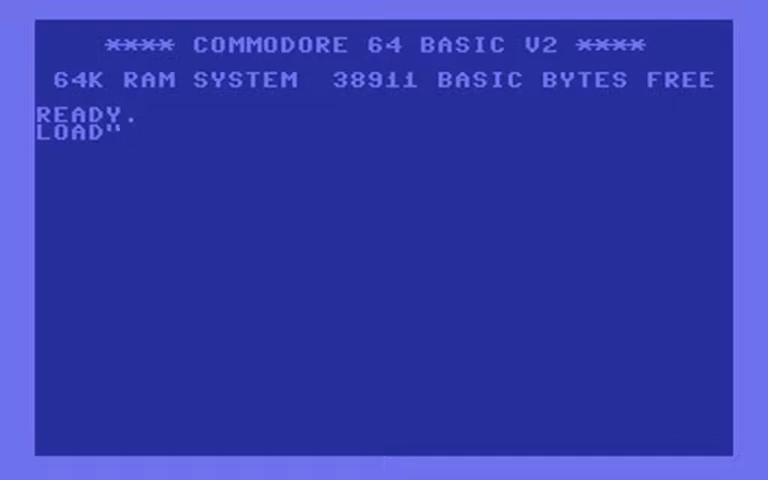 **** COMMODORE 64 BASIC V2 ****
64K RAM SYSTEM  38911 BASIC BYTES FREE
READY.
LOAD"